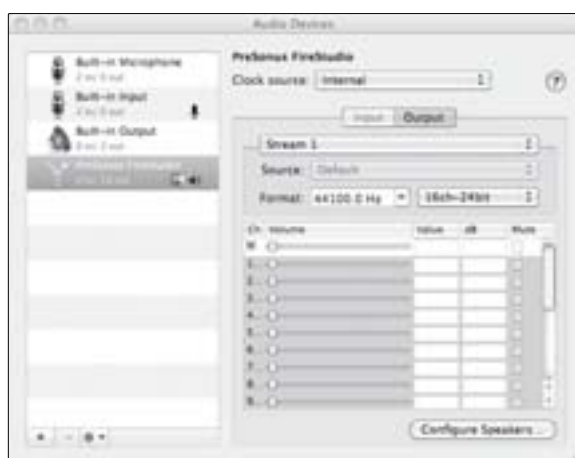 Audio Devices
Built-in Microphone
2 in/ 0 out
Built-in Input
2 in/ 0 out
Built-in Output
0 in/ 2 out
PreSonus FireStudio
PreSonus FireStudio
Clock source: Internal
Input Output
Stream 1
Source: Default
Format: 44100.0 Hz 16ch-24bit
Ch Volume Value dB Mute
M
1
2
3
4
5
6
7
8
9
Configure Speakers...